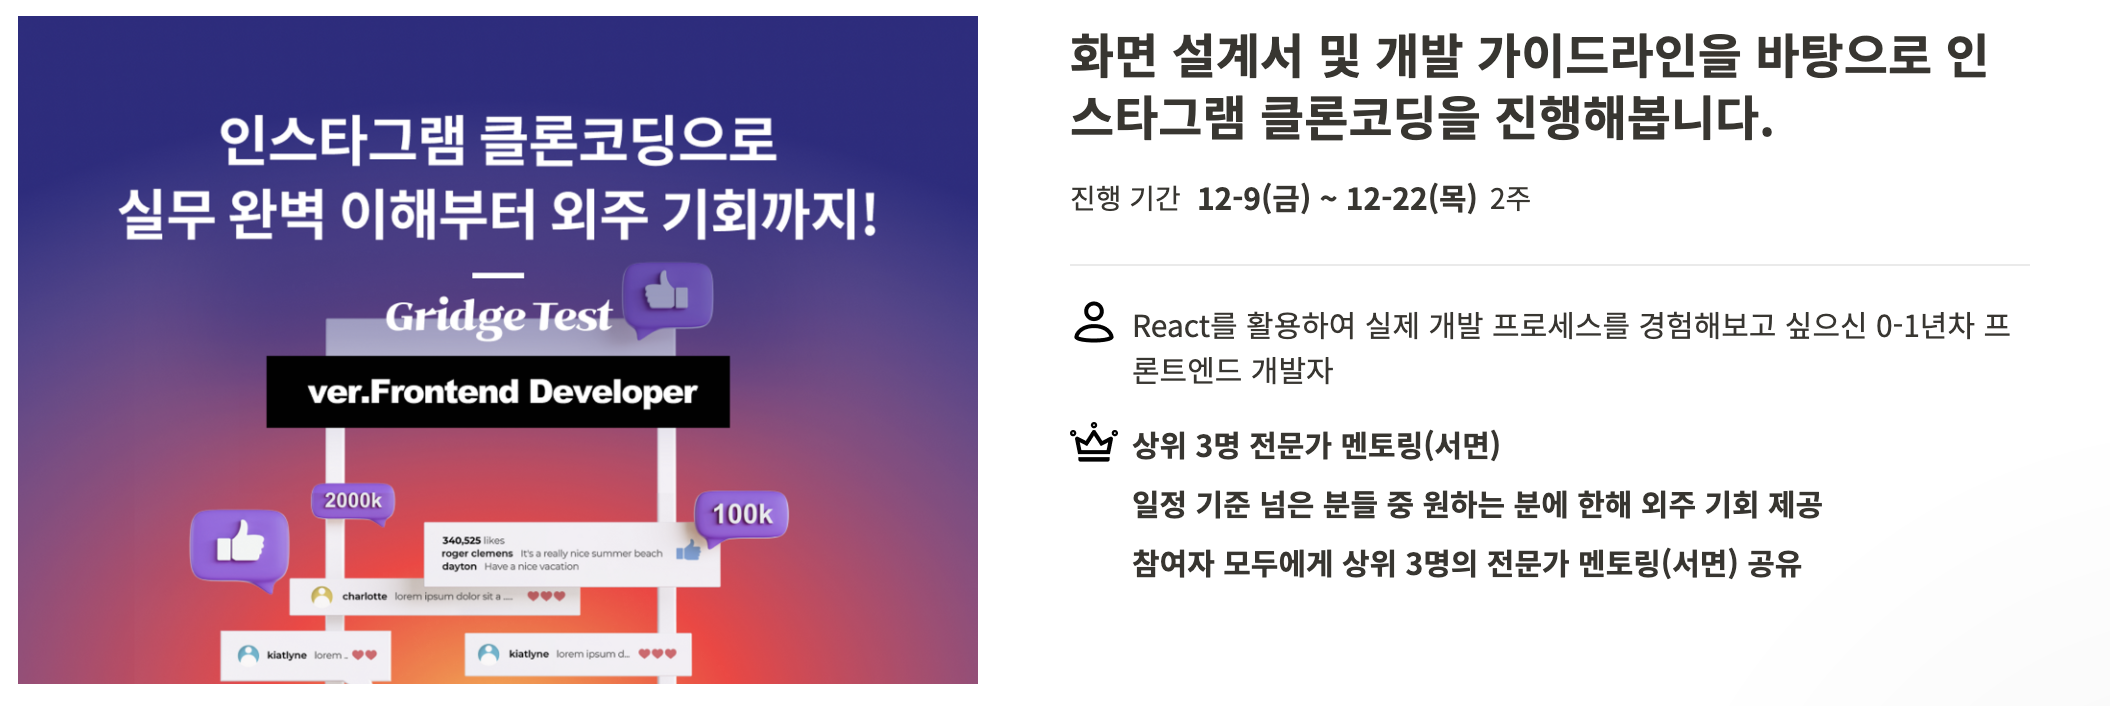 인스타그램 클론코딩으로
실무 완벽 이해부터 외주 기회까지!
Gridge Test
ver.Frontend Developer
2000k
100k
340,525 likes
roger clemens It's a really nice summer beach
dayton Have a nice vacation
charlotte lorem ipsum dolor sit a ....
kiatlyne lorem ..
kiatlyne lorem ipsum d...
화면 설계서 및 개발 가이드라인을 바탕으로 인
스타그램 클론코딩을 진행해봅니다.
진행 기간 12-9(금) ~ 12-22(목) 2주
React를 활용하여 실제 개발 프로세스를 경험해보고 싶으신 0-1년차 프
론트엔드 개발자
상위 3명 전문가 멘토링(서면)
일정 기준 넘은 분들 중 원하는 분에 한해 외주 기회 제공
참여자 모두에게 상위 3명의 전문가 멘토링(서면) 공유